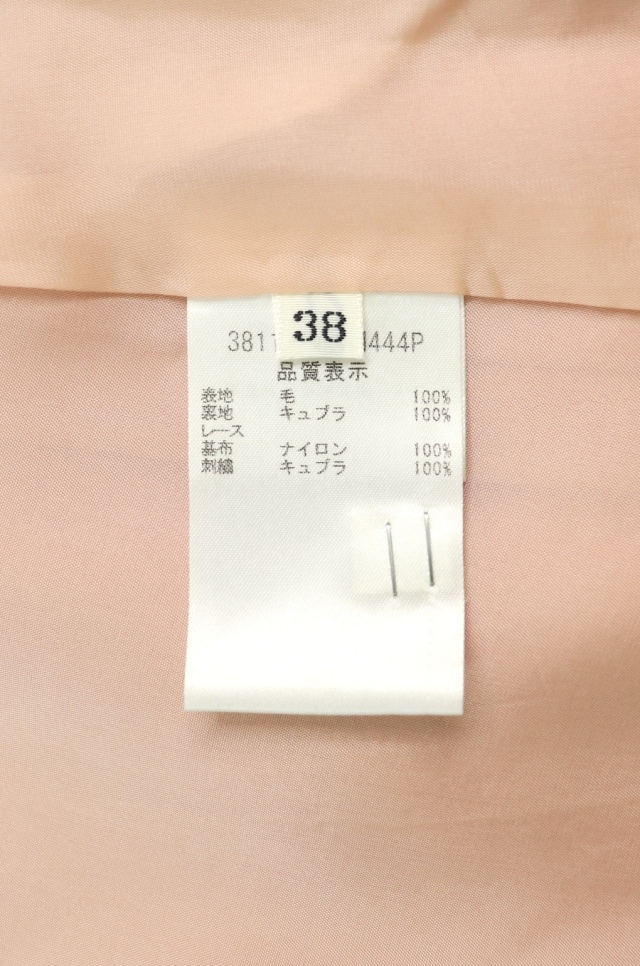 38
3811 444P
品質表示
表地 毛 100%
裏地 キュプラ 100%
レース
基布 ナイロン 100%
刺繍 キュプラ 100%